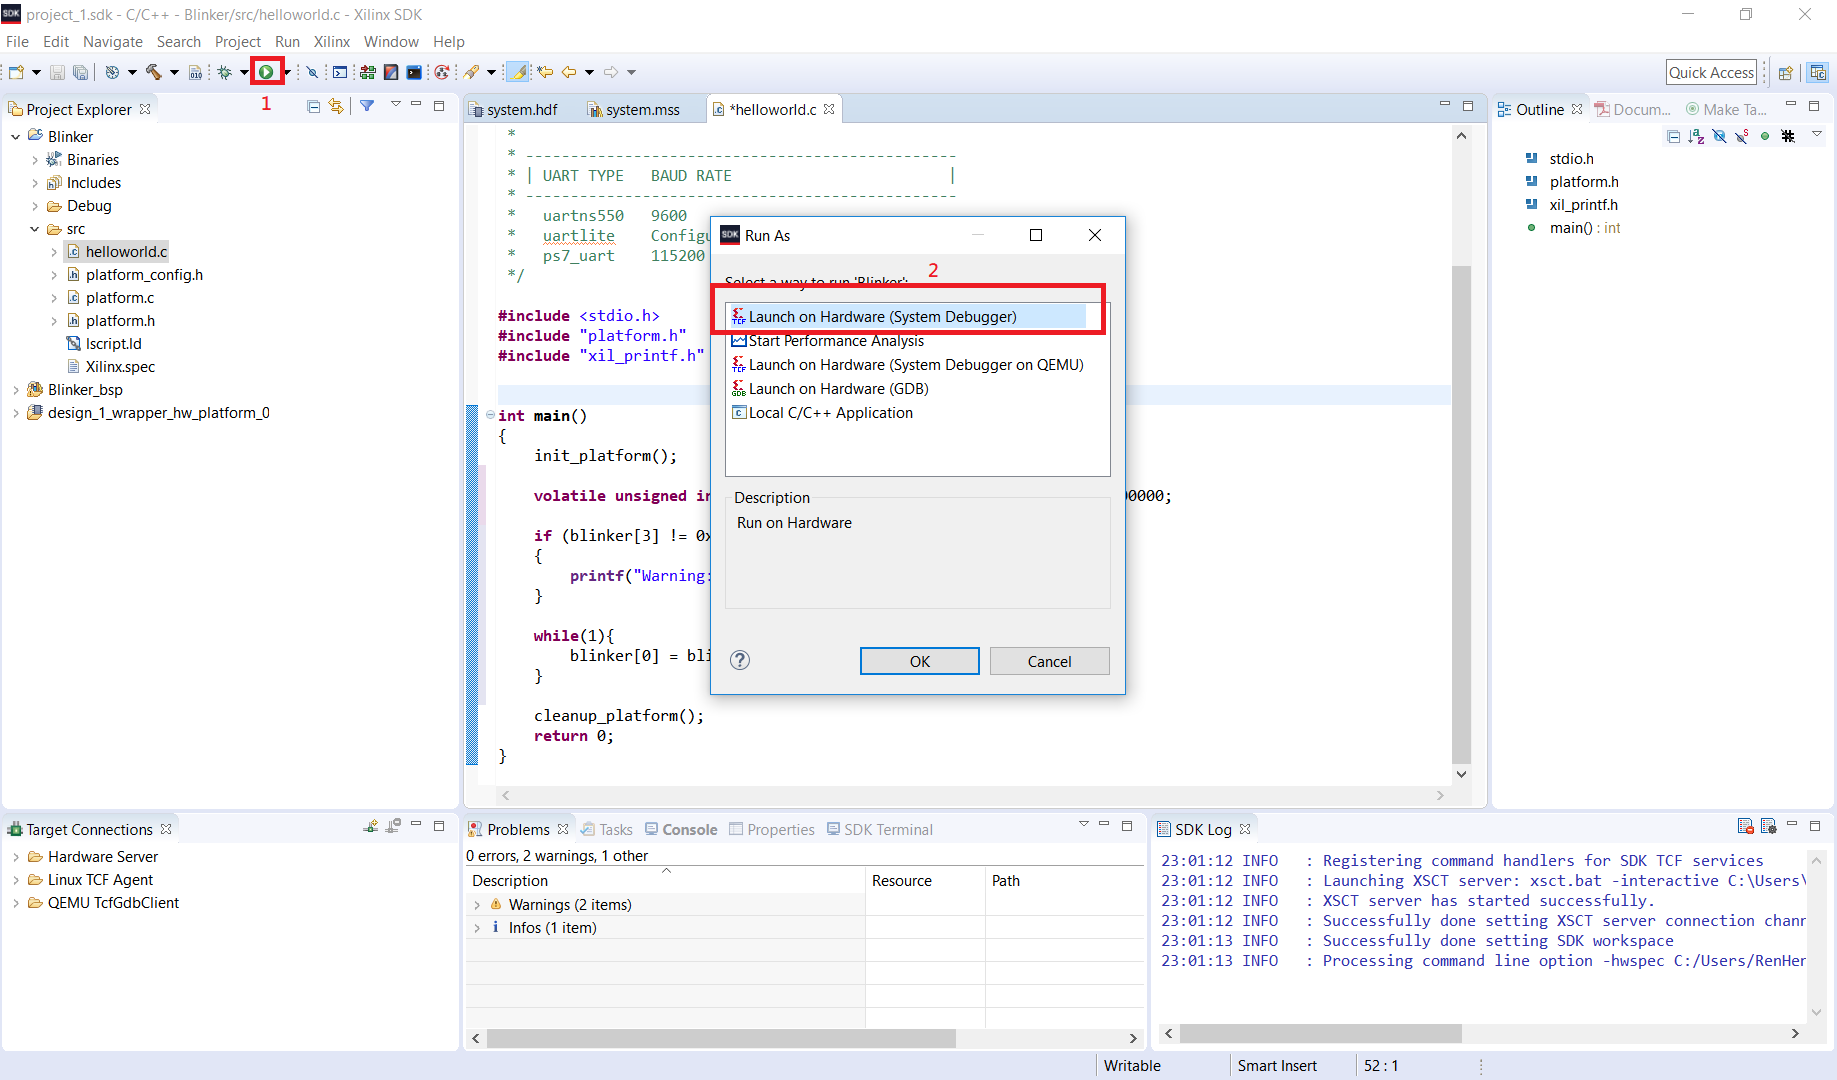 SDK project_1.sdk - C/C++ - Blinker/src/helloworld.c - Xilinx SDK
File Edit Navigate Search Project Run Xilinx Window Help
Quick Access
1
Project Explorer
Blinker
Binaries
Includes
Debug
src
helloworld.c
platform_config.h
platform.c
platform.h
lscript.ld
Xilinx.spec
Blinker_bsp
design_1_wrapper_hw_platform_0
system.hdf system.mss *helloworld.c
*
* ------------------------------------------------
* | UART TYPE   BAUD RATE                        |
* ------------------------------------------------
*   uartns550   9600
*   uartlite    Configu
*   ps7_uart    115200
*/
#include <stdio.h>
#include "platform.h"
#include "xil_printf.h"
int main()
{
init_platform();
volatile unsigned in
00000;
if (blinker[3] != 0x
{
printf("Warning:
}
while(1){
blinker[0] = bli
}
cleanup_platform();
return 0;
}
SDK Run As
2
Select a way to run 'Blinker':
TCF Launch on Hardware (System Debugger)
Start Performance Analysis
TCF Launch on Hardware (System Debugger on QEMU)
GDB Launch on Hardware (GDB)
Local C/C++ Application
Description
Run on Hardware
OK Cancel
Outline Docum... Make Ta...
stdio.h
platform.h
xil_printf.h
main() : int
Target Connections
Hardware Server
Linux TCF Agent
QEMU TcfGdbClient
Problems Tasks Console Properties SDK Terminal
0 errors, 2 warnings, 1 other
Description Resource Path
Warnings (2 items)
Infos (1 item)
SDK Log
23:01:12 INFO : Registering command handlers for SDK TCF services
23:01:12 INFO : Launching XSCT server: xsct.bat -interactive C:\Users\
23:01:12 INFO : XSCT server has started successfully.
23:01:12 INFO : Successfully done setting XSCT server connection chann
23:01:13 INFO : Successfully done setting SDK workspace
23:01:13 INFO : Processing command line option -hwspec C:/Users/RenHer
Writable Smart Insert 52 : 1